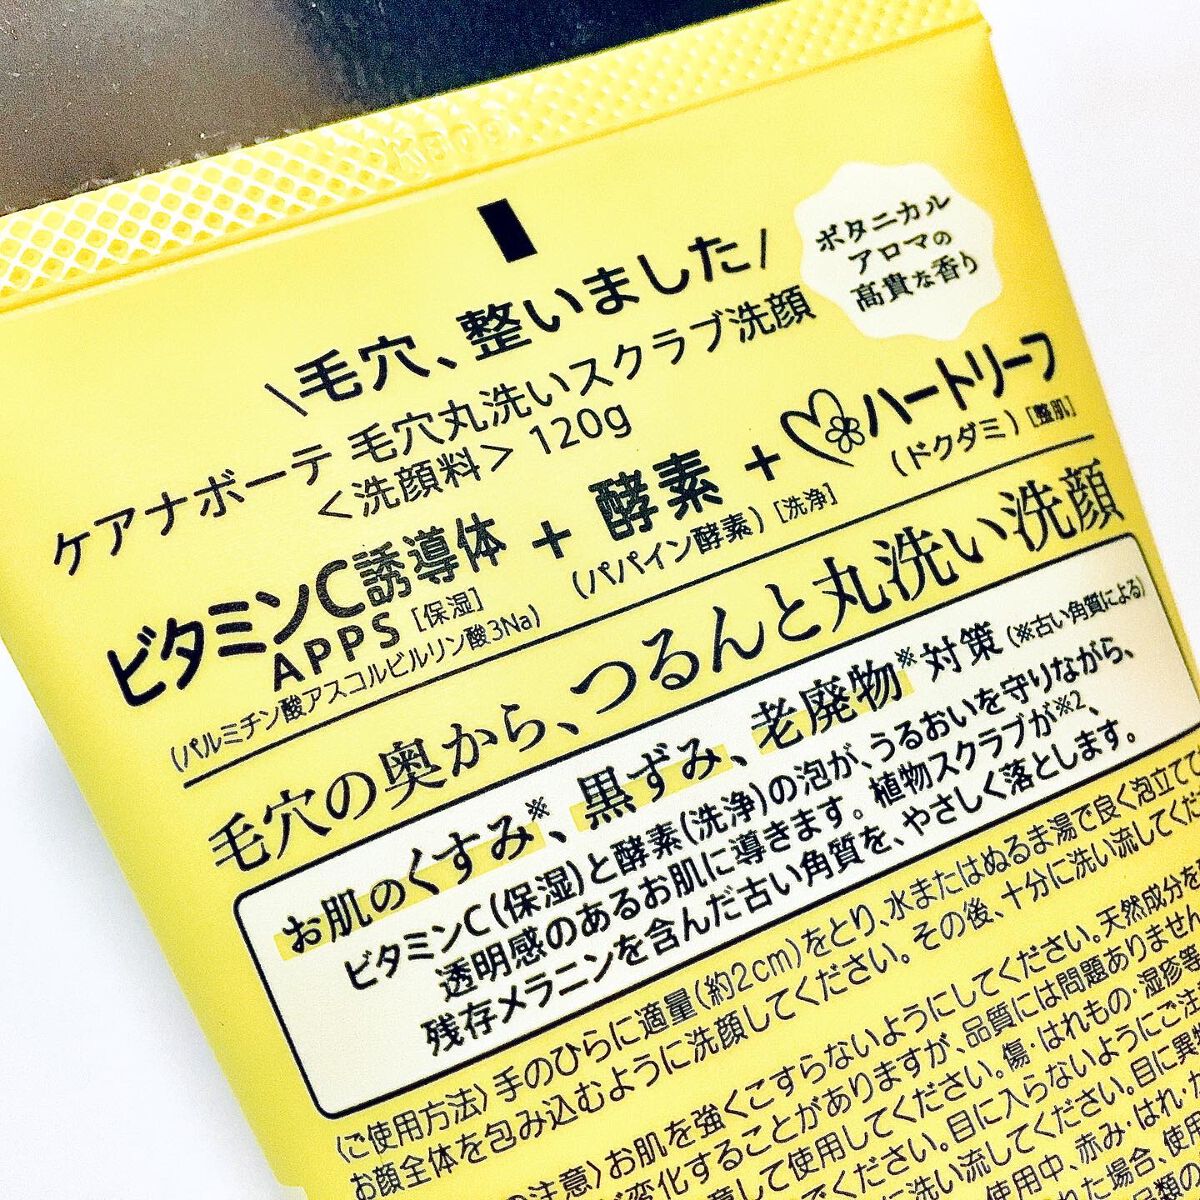 ボタニカル
アロマの
高貴な香り
\毛穴、整いました/
ケアナボーテ 毛穴丸洗いスクラブ洗顔
<洗顔料> 120g
ビタミンC誘導体 + 酵素 + ハートリーフ
APPS [保湿] (パパイン酵素) [洗浄] (ドクダミ) [整肌]
(パルミチン酸アスコルビルリン酸3Na)
毛穴の奥から、つるんと丸洗い洗顔
お肌のくすみ※、黒ずみ、老廃物※対策(※古い角質による)
ビタミンC(保湿)と酵素(洗浄)の泡が、うるおいを守りながら、
透明感のあるお肌に導きます。植物スクラブが※2、
残存メラニンを含んだ古い角質を、やさしく落とします。
〈ご使用方法〉手のひらに適量(約2cm)をとり、水またはぬるま湯で良く泡立てて
お顔全体を包み込むように洗顔してください。その後、十分に洗い流してくだ
の注意〉お肌を強くこすらないようにしてください。天然成分を
変化することがありますが、品質には問題ありません
して使用してください。傷・はれもの・湿疹等
ください。目に入らないようにご注
に洗い流してください。目に異
使用中、赤み・はれ・か
た場合、使用